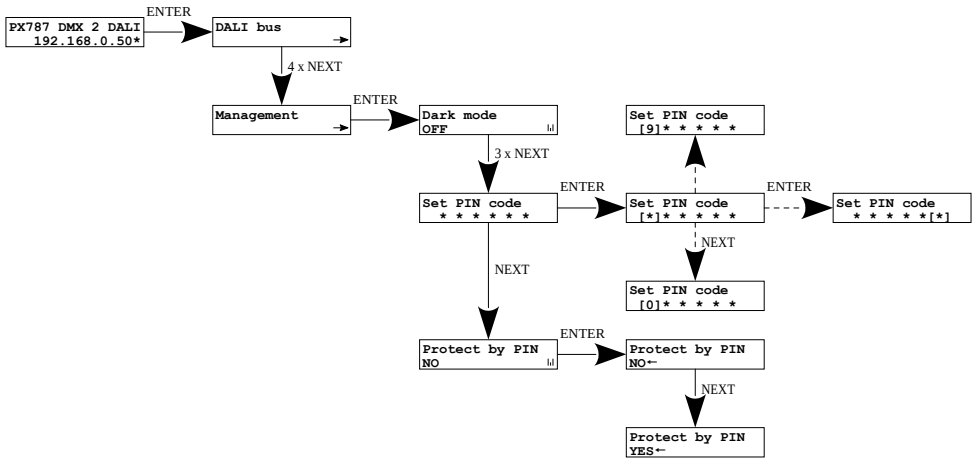 PX787 DMX 2 DALI
192.168.0.50*
ENTER
DALI bus
4 x NEXT
Management
ENTER
Dark mode
OFF
3 x NEXT
Set PIN code
* * * * * *
ENTER
Set PIN code
[9]* * * * *
Set PIN code
[*]* * * * *
ENTER
Set PIN code
* * * * *[*]
NEXT
Set PIN code
[0]* * * * *
NEXT
Protect by PIN
NO
ENTER
Protect by PIN
NO←
NEXT
Protect by PIN
YES←